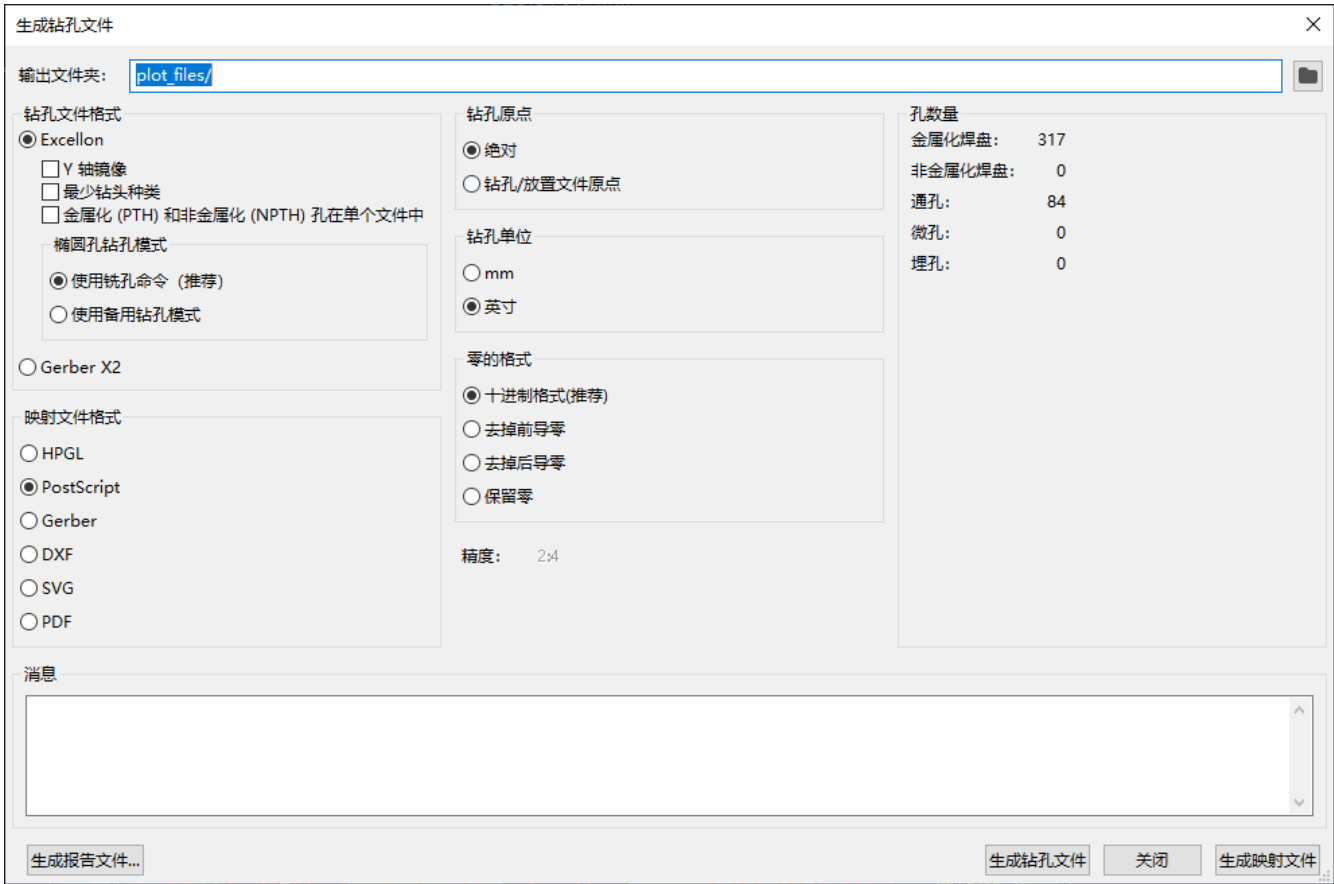 生成钻孔文件
输出文件夹: plot_files/
钻孔文件格式
Excellon
Y 轴镜像
最少钻头种类
金属化 (PTH) 和非金属化 (NPTH) 孔在单个文件中
椭圆孔钻孔模式
使用铣孔命令（推荐）
使用备用钻孔模式
Gerber X2
映射文件格式
HPGL
PostScript
Gerber
DXF
SVG
PDF
钻孔原点
绝对
钻孔/放置文件原点
钻孔单位
mm
英寸
零的格式
十进制格式(推荐)
去掉前导零
去掉后导零
保留零
精度: 2:4
孔数量
金属化焊盘: 317
非金属化焊盘: 0
通孔: 84
微孔: 0
埋孔: 0
消息
生成报告文件... 生成钻孔文件 关闭 生成映射文件